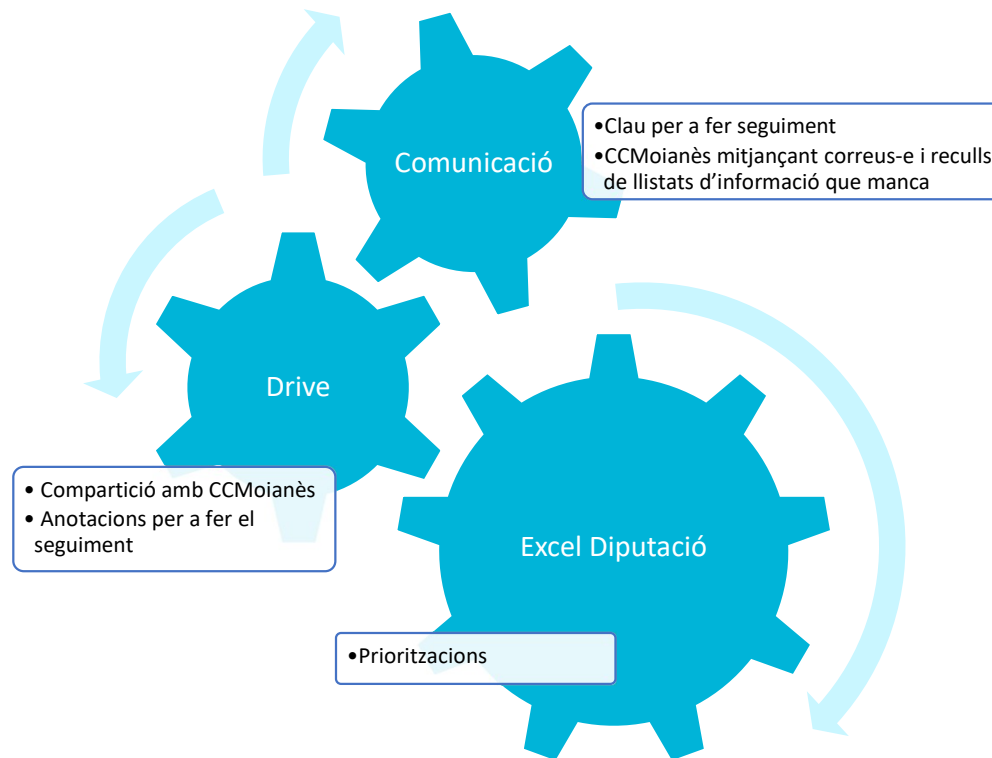 Comunicació
•Clau per a fer seguiment
•CCMoianès mitjançant correus-e i reculls
de llistats d’informació que manca
Drive
• Compartició amb CCMoianès
• Anotacions per a fer el
seguiment
Excel Diputació
•Prioritzacions